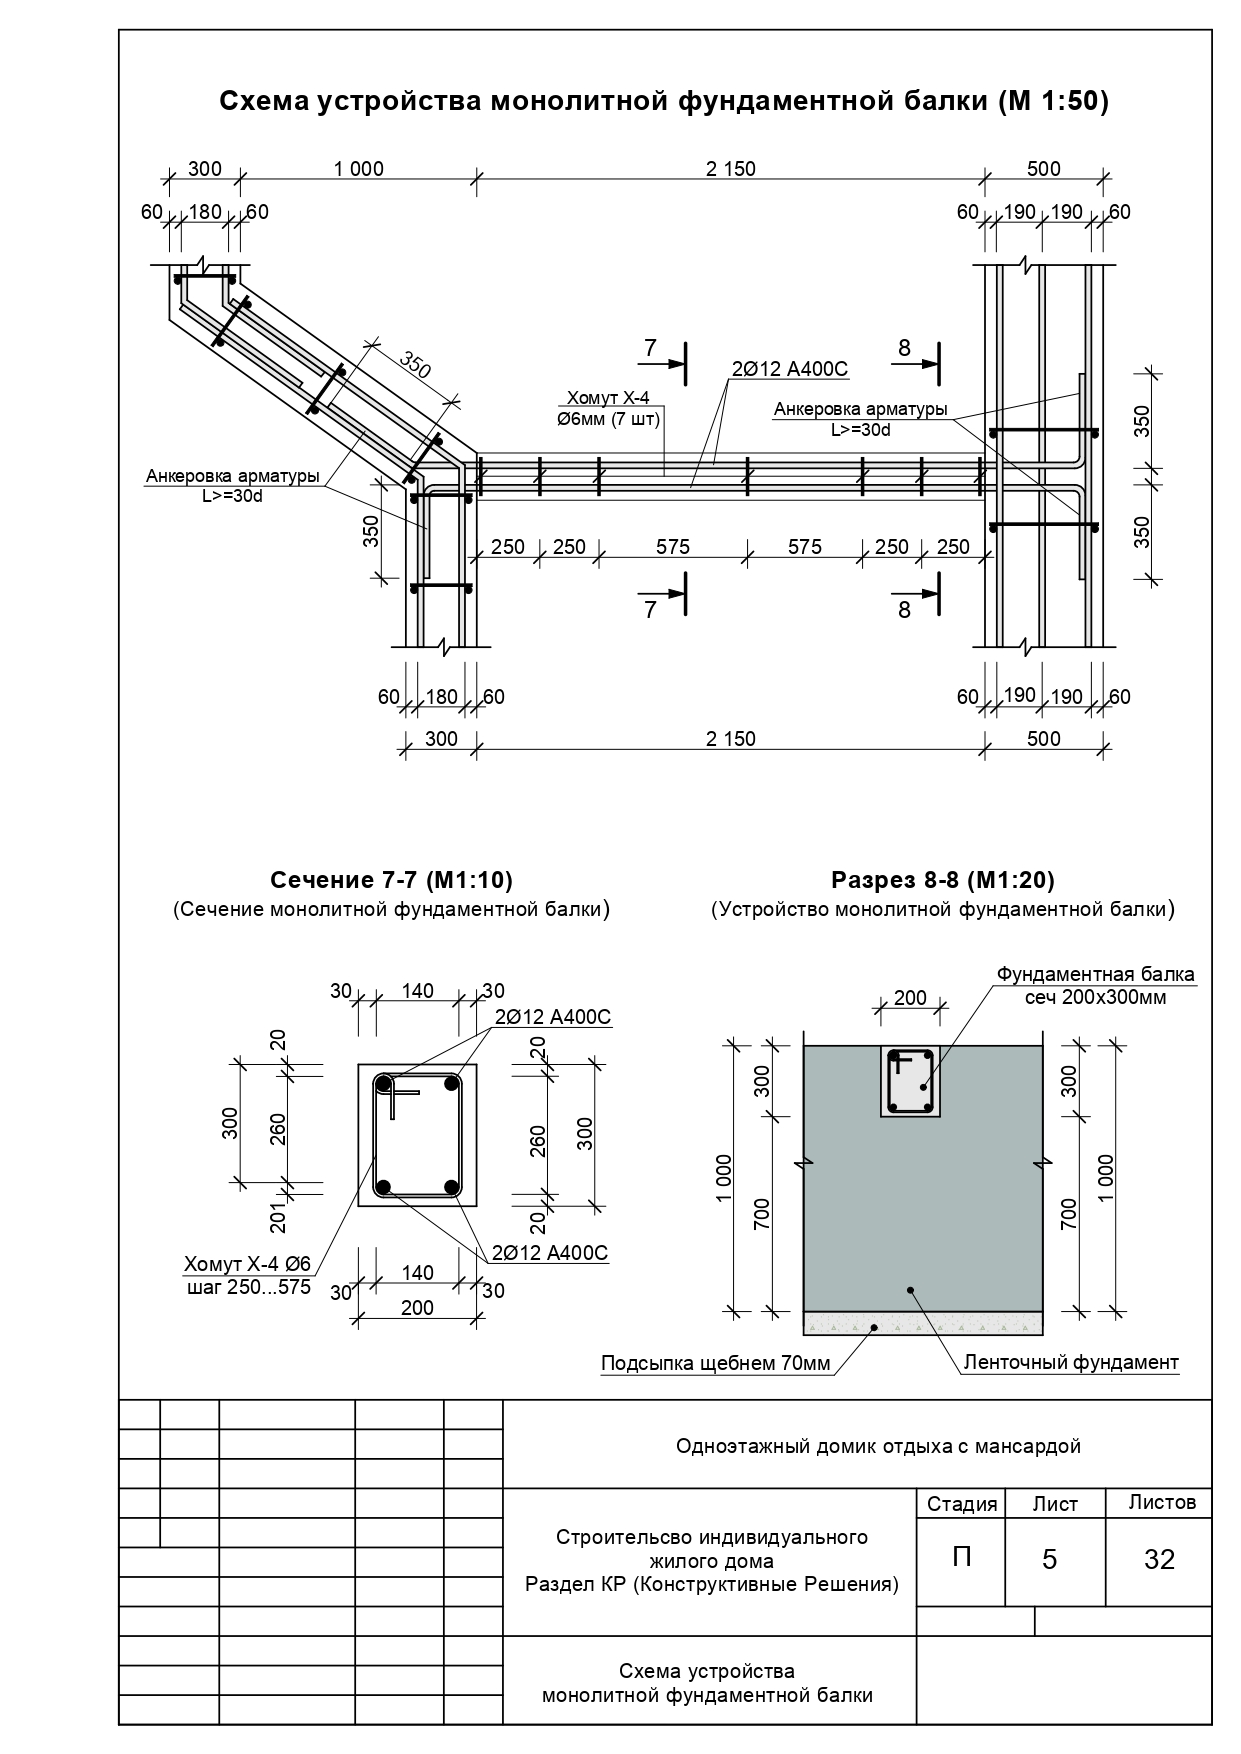 Схема устройства монолитной фундаментной балки (М 1:50)
300 1 000 2 150 500
60 180 60 60 190 190 60
7 8
350
2Ø12 А400С
Хомут Х-4
Ø6мм (7 шт)
Анкеровка арматуры
L>=30d
350
Анкеровка арматуры
L>=30d
350
350
250 250 575 575 250 250
7 8
60 180 60 60 190 190 60
300 2 150 500
Сечение 7-7 (М1:10)
(Сечение монолитной фундаментной балки)
30 140 30
2Ø12 А400С
20 20
300 260 260 300
201 20
2Ø12 А400С
Хомут Х-4 Ø6
шаг 250...575
30 140 30
200
Разрез 8-8 (М1:20)
(Устройство монолитной фундаментной балки)
Фундаментная балка
сеч 200х300мм
200
300 300
1 000 1 000
700 700
Подсыпка щебнем 70мм
Ленточный фундамент
Одноэтажный домик отдыха с мансардой
Строительсво индивидуального
жилого дома
Раздел КР (Конструктивные Решения)
Стадия Лист Листов
П 5 32
Схема устройства
монолитной фундаментной балки